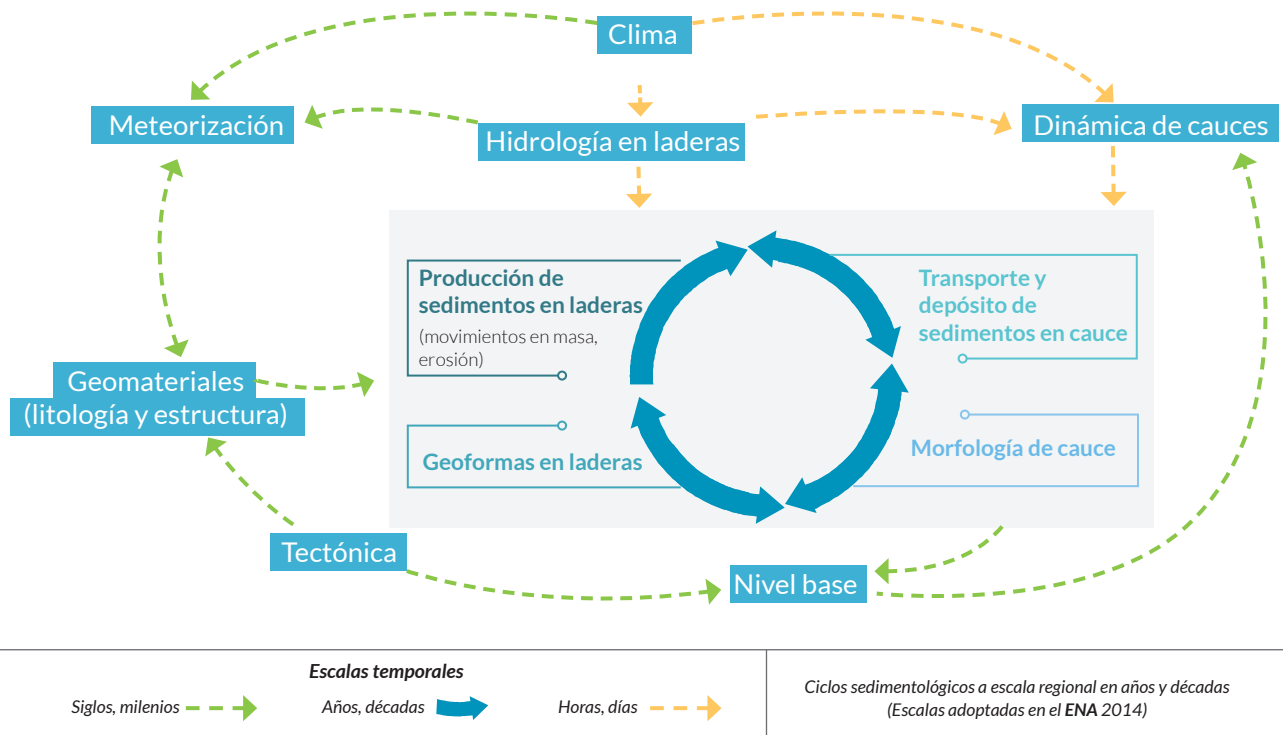 Clima
Meteorización
Hidrología en laderas
Dinámica de cauces
Producción de
sedimentos en laderas
(movimientos en masa,
erosión)
Transporte y
depósito de
sedimentos en cauce
Geomateriales
(litología y estructura)
Geoformas en laderas
Morfología de cauce
Tectónica
Nivel base
Escalas temporales
Siglos, milenios
Años, décadas
Horas, días
Ciclos sedimentológicos a escala regional en años y décadas
(Escalas adoptadas en el ENA 2014)